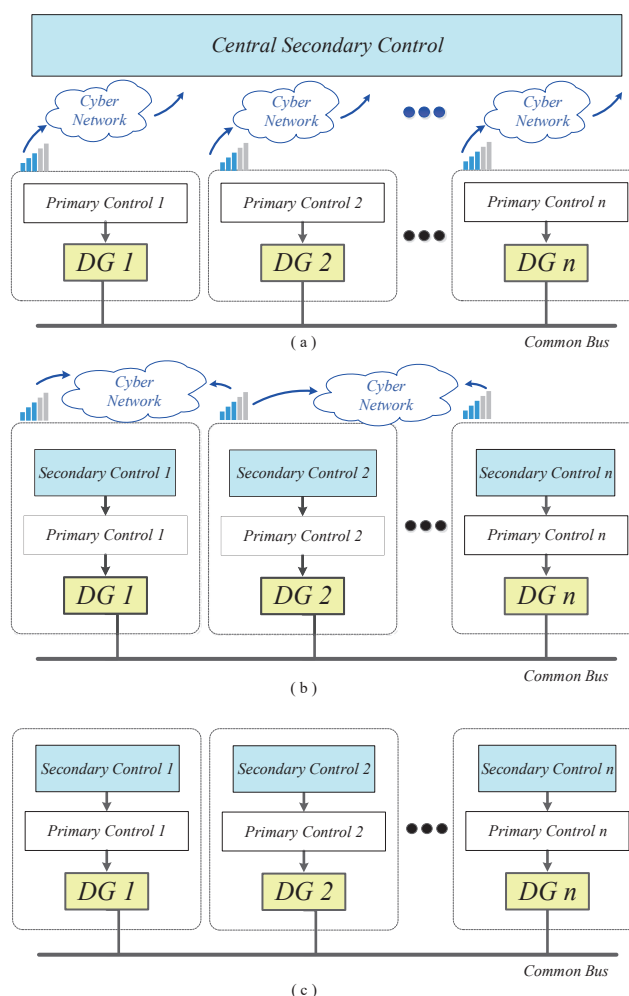 Central Secondary Control
Cyber
Network
Cyber
Network
Cyber
Network
Primary Control 1
Primary Control 2
Primary Control n
DG 1
DG 2
DG n
( a )
Common Bus
Cyber
Network
Cyber
Network
Secondary Control 1
Secondary Control 2
Secondary Control n
Primary Control 1
Primary Control 2
Primary Control n
DG 1
DG 2
DG n
Common Bus
( b )
Secondary Control 1
Secondary Control 2
Secondary Control n
Primary Control 1
Primary Control 2
Primary Control n
DG 1
DG 2
DG n
Common Bus
( c )